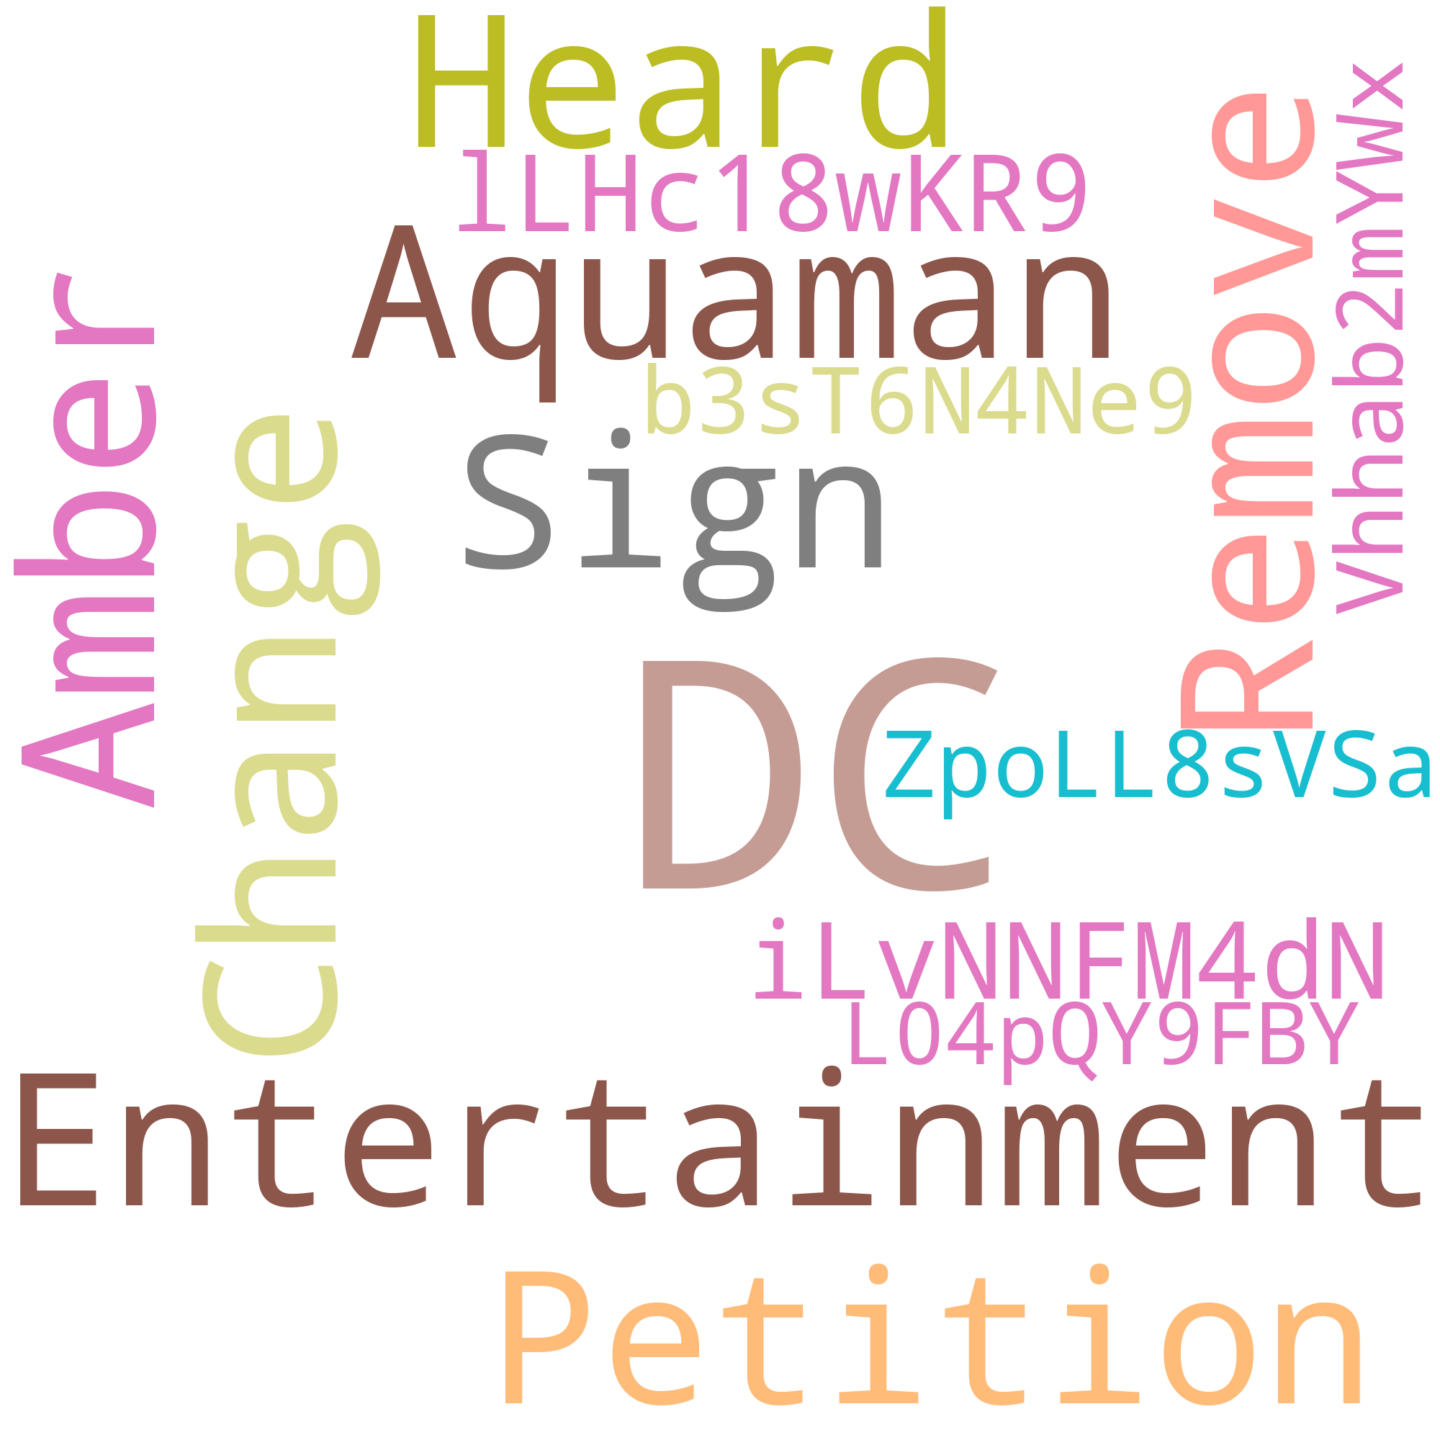 Heard
lLHc18wKR9
Aquaman
b3sT6N4Ne9
Sign
Remove
Vhhab2mYWx
Amber
Change
DC
ZpoLL8sVSa
iLvNNFM4dN
L04pQY9FBY
Entertainment
Petition